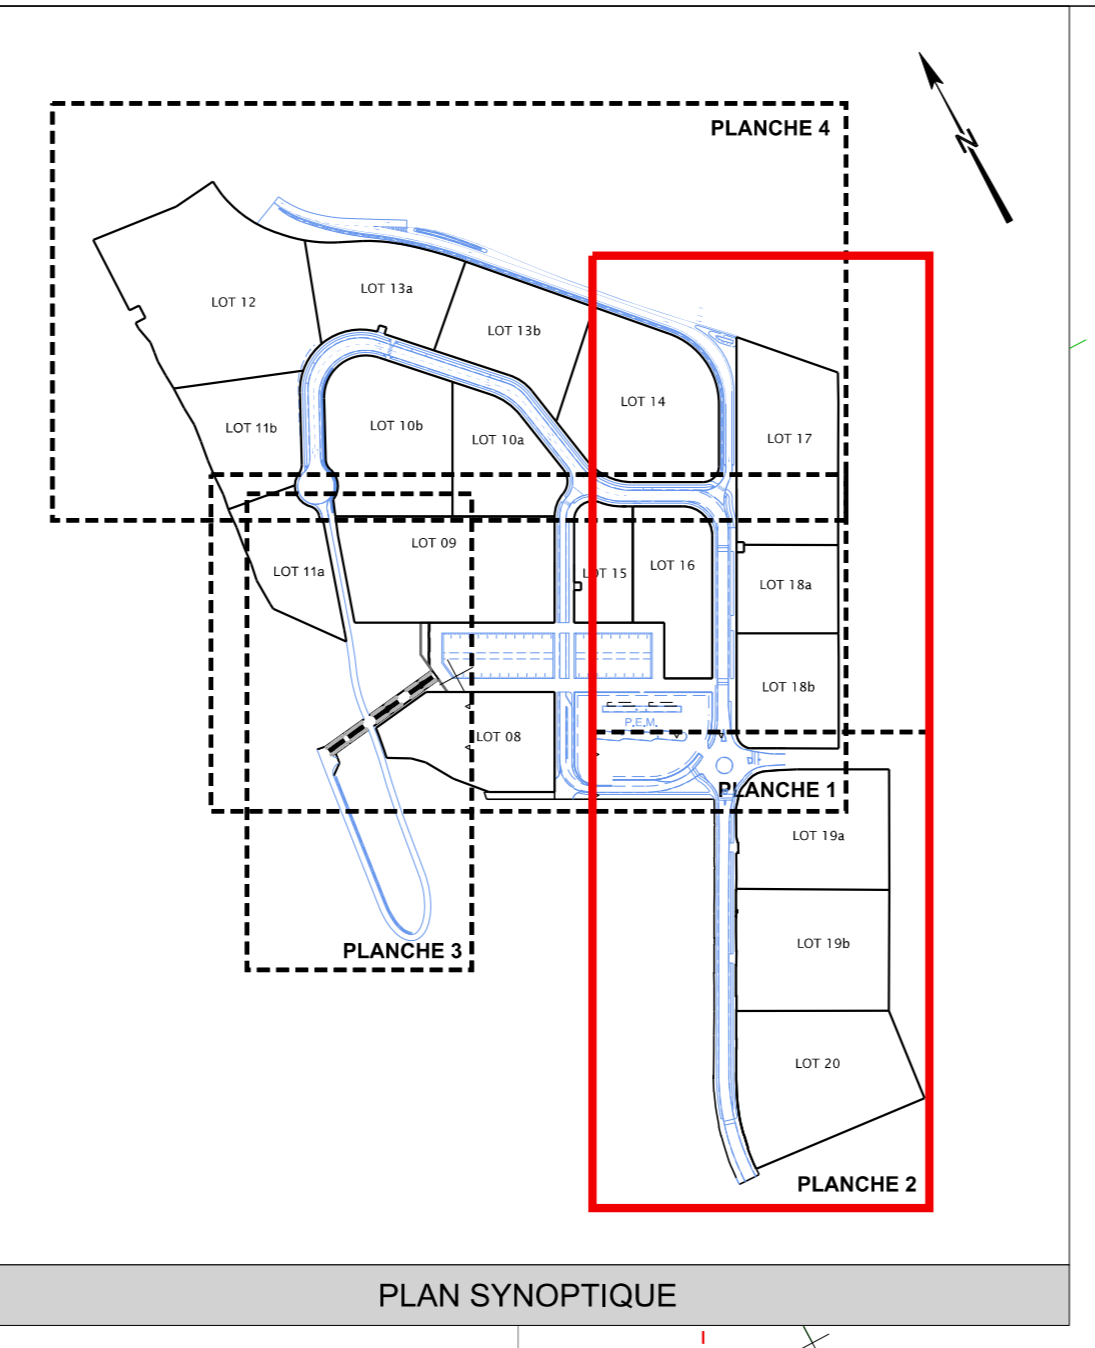 PLANCHE 4
N
LOT 12
LOT 13a
LOT 13b
LOT 14
LOT 11b
LOT 10b
LOT 10a
LOT 17
LOT 09
LOT 11a
LOT 15
LOT 16
LOT 18a
LOT 18b
P.E.M.
LOT 08
PLANCHE 1
LOT 19a
LOT 19b
PLANCHE 3
LOT 20
PLANCHE 2
PLAN SYNOPTIQUE